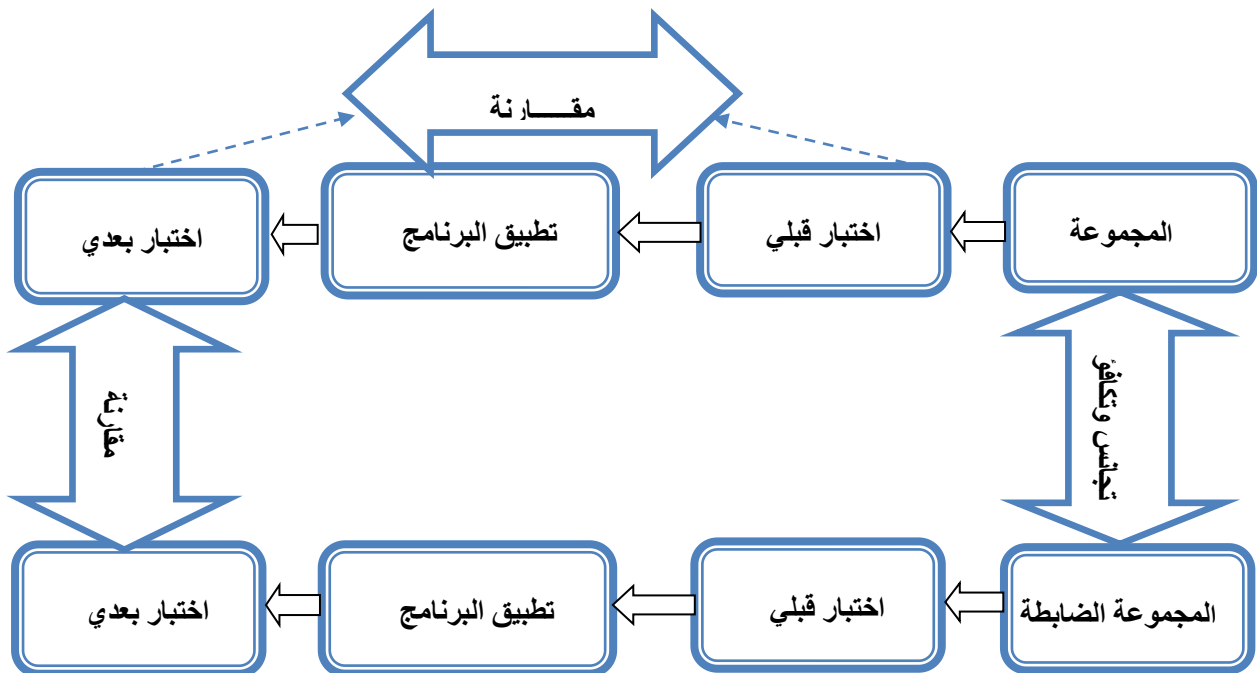 مقـــــارنة
المجموعة
اختبار قبلي
تطبيق البرنامج
اختبار بعدي
تجانس وتكافؤ
مقارنة
المجموعة الضابطة
اختبار قبلي
تطبيق البرنامج
اختبار بعدي